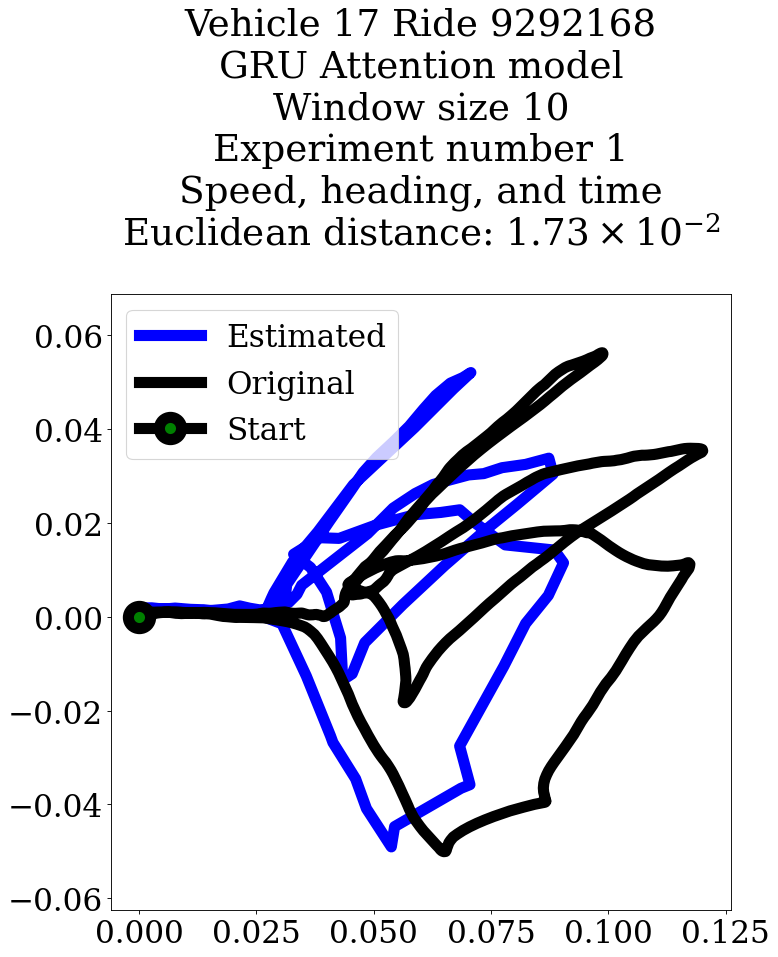 Vehicle 17 Ride 9292168
GRU Attention model
Window size 10
Experiment number 1
Speed, heading, and time
Euclidean distance: 1.73 × 10⁻²
Estimated
Original
Start
0.06
0.04
0.02
0.00
−0.02
−0.04
−0.06
0.000 0.025 0.050 0.075 0.100 0.125